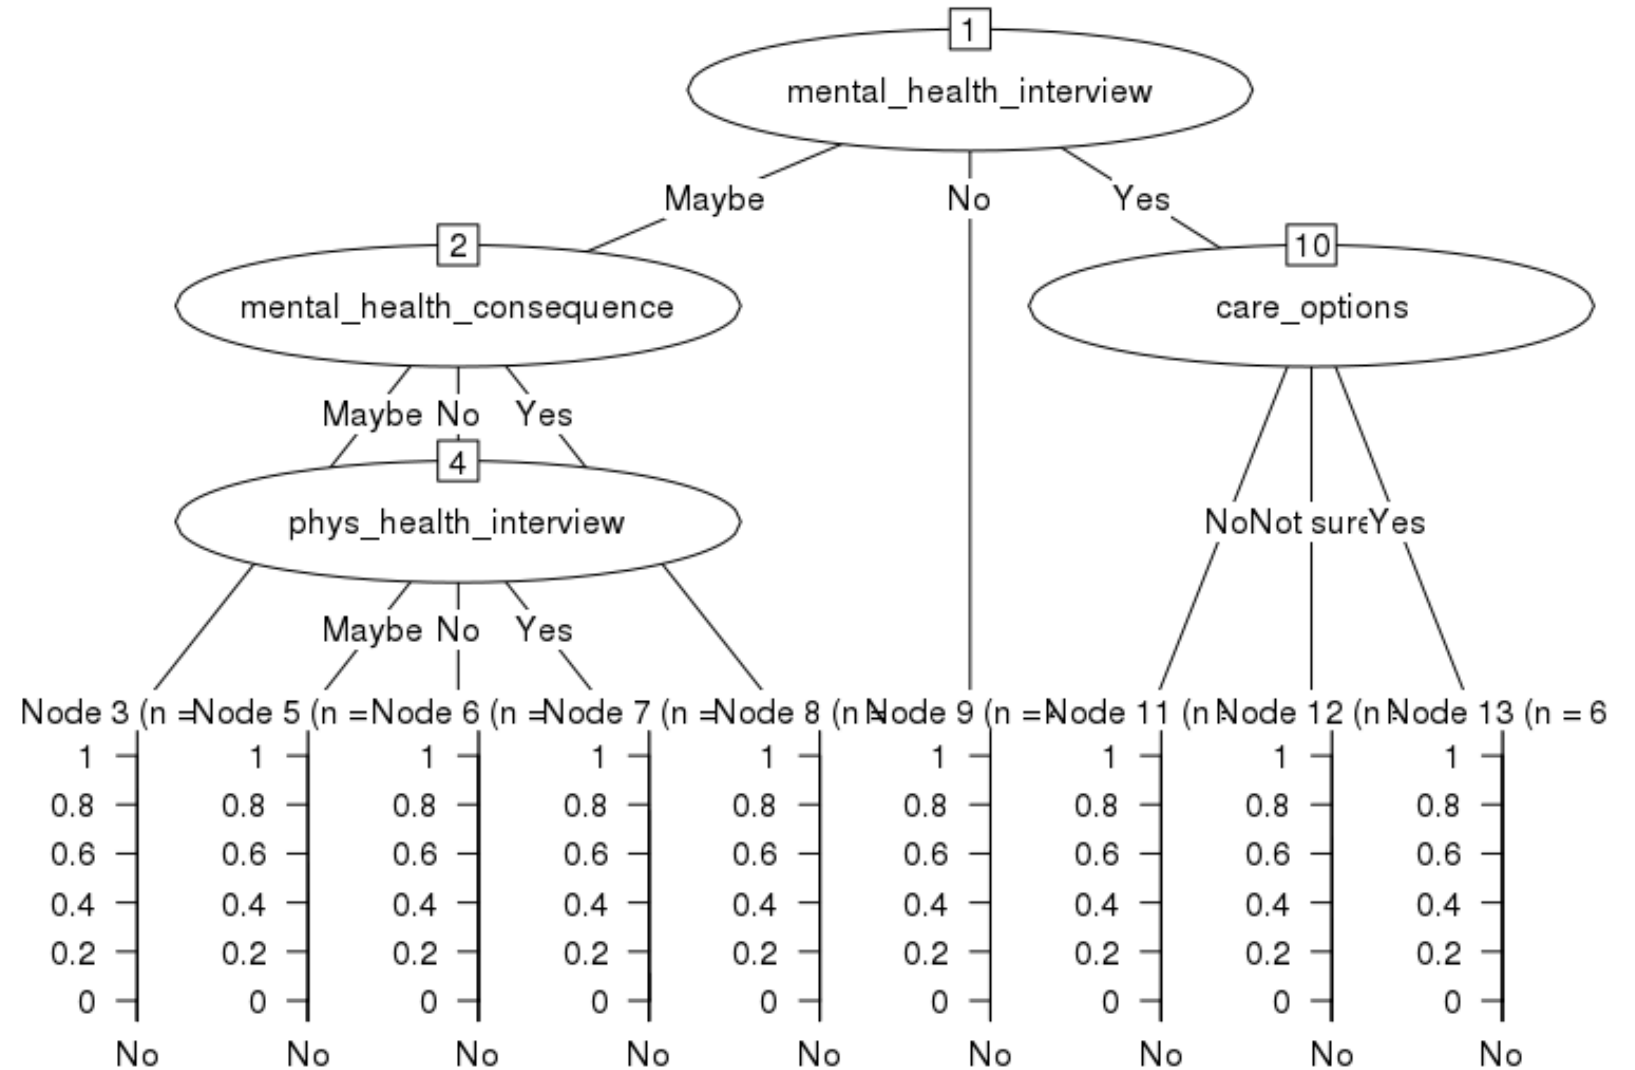 1
mental_health_interview
Maybe No Yes
2 10
mental_health_consequence care_options
Maybe No Yes
4
phys_health_interview No Not sure Yes
Maybe No Yes
Node 3 (n = Node 5 (n = Node 6 (n = Node 7 (n = Node 8 (n = Node 9 (n = Node 11 (n Node 12 (n Node 13 (n = 6
1 1 1 1 1 1 1 1 1
0.8 0.8 0.8 0.8 0.8 0.8 0.8 0.8 0.8
0.6 0.6 0.6 0.6 0.6 0.6 0.6 0.6 0.6
0.4 0.4 0.4 0.4 0.4 0.4 0.4 0.4 0.4
0.2 0.2 0.2 0.2 0.2 0.2 0.2 0.2 0.2
0 0 0 0 0 0 0 0 0
No No No No No No No No No